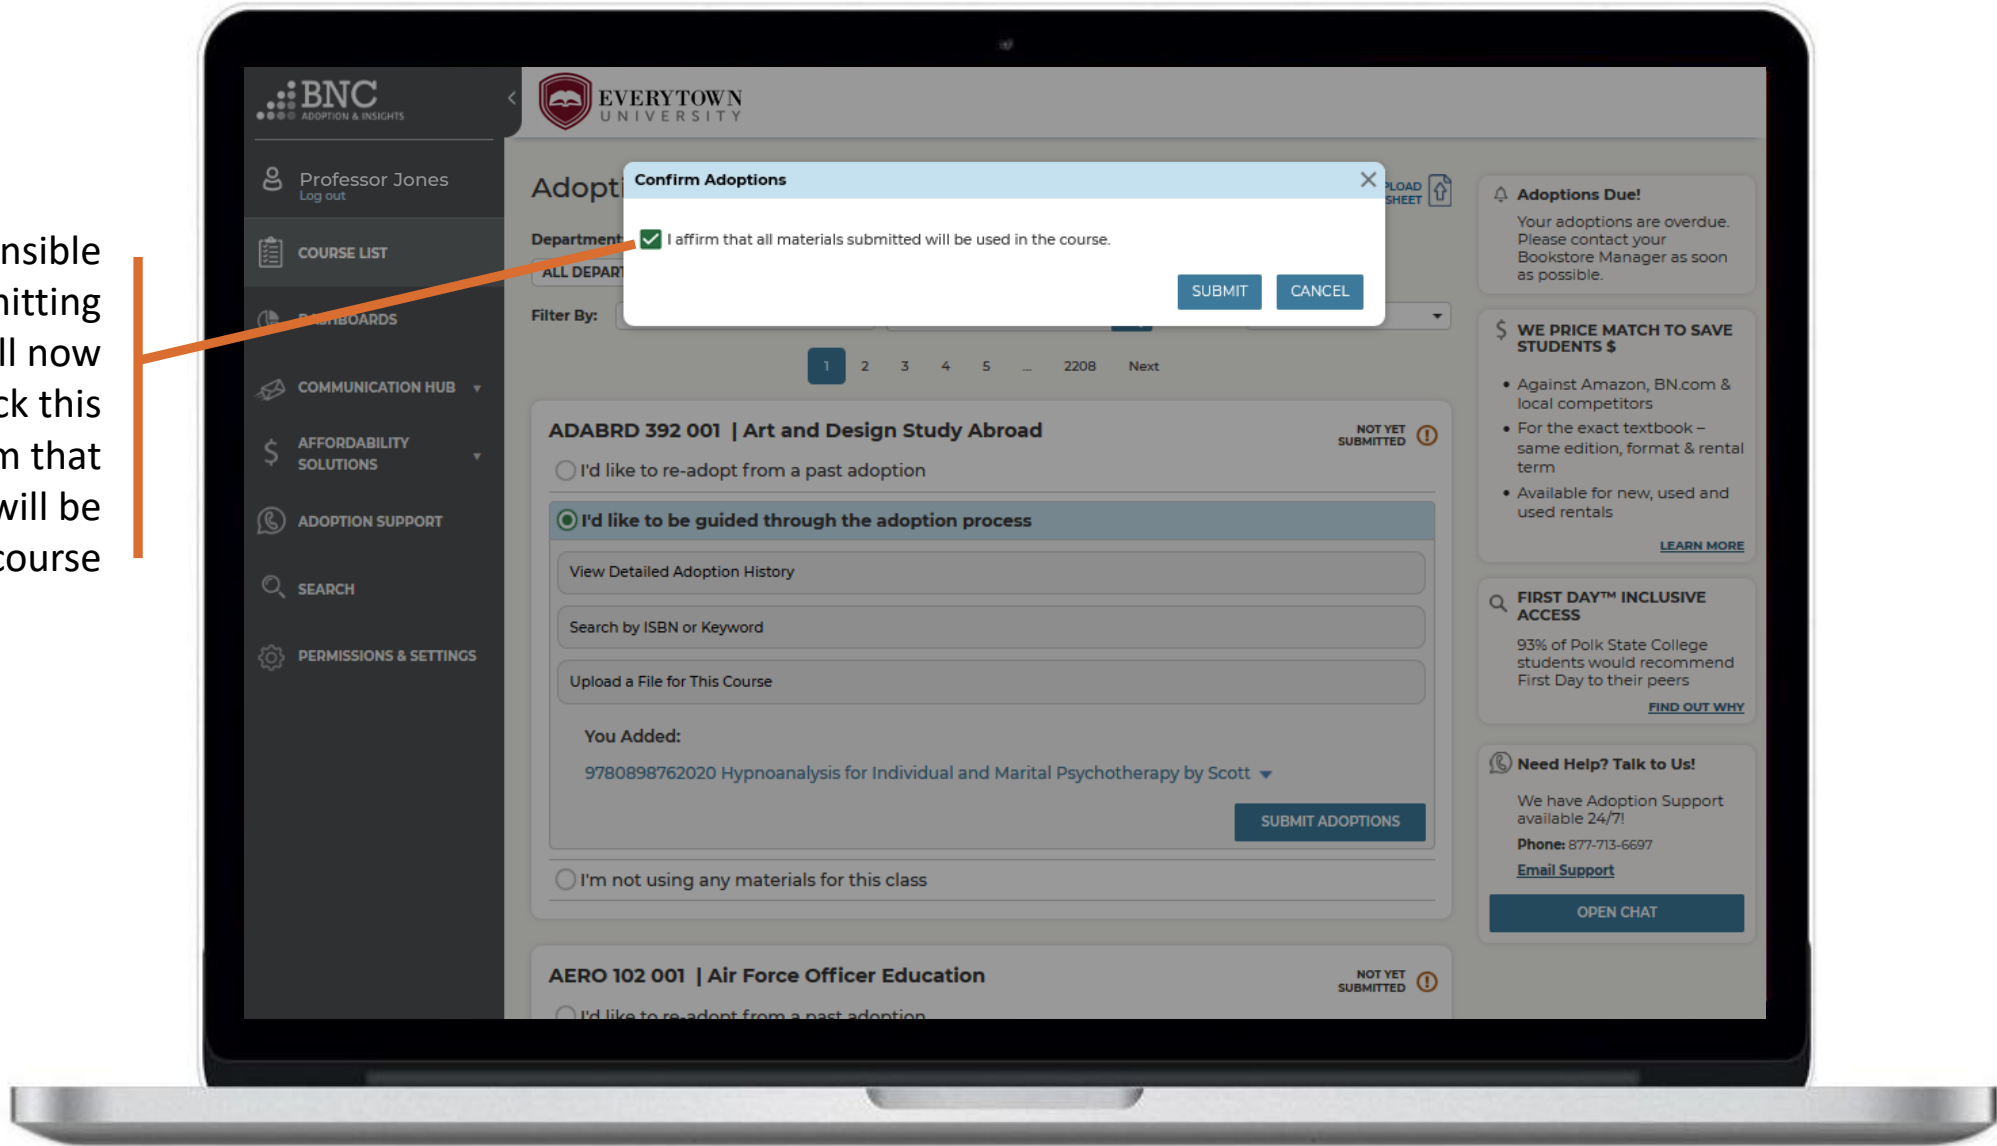 nsible
nitting
ll now
ck this
m that
will be
course
BNC
ADOPTION & INSIGHTS
Professor Jones
Log out
COURSE LIST
DASHBOARDS
COMMUNICATION HUB
AFFORDABILITY
SOLUTIONS
ADOPTION SUPPORT
SEARCH
PERMISSIONS & SETTINGS
EVERYTOWN
UNIVERSITY
Adopti
PLOAD
SHEET
Confirm Adoptions
I affirm that all materials submitted will be used in the course.
SUBMIT CANCEL
Department
ALL DEPART
Filter By:
1 2 3 4 5 ... 2208 Next
ADABRD 392 001 | Art and Design Study Abroad
NOT YET
SUBMITTED
I'd like to re-adopt from a past adoption
I'd like to be guided through the adoption process
View Detailed Adoption History
Search by ISBN or Keyword
Upload a File for This Course
You Added:
9780898762020 Hypnoanalysis for Individual and Marital Psychotherapy by Scott
SUBMIT ADOPTIONS
I'm not using any materials for this class
AERO 102 001 | Air Force Officer Education
NOT YET
SUBMITTED
I'd like to re-adopt from a past adoption
Adoptions Due!
Your adoptions are overdue.
Please contact your
Bookstore Manager as soon
as possible.
$ WE PRICE MATCH TO SAVE
STUDENTS $
• Against Amazon, BN.com &
local competitors
• For the exact textbook –
same edition, format & rental
term
• Available for new, used and
used rentals
LEARN MORE
FIRST DAY™ INCLUSIVE
ACCESS
93% of Polk State College
students would recommend
First Day to their peers
FIND OUT WHY
Need Help? Talk to Us!
We have Adoption Support
available 24/7!
Phone: 877-713-6697
Email Support
OPEN CHAT